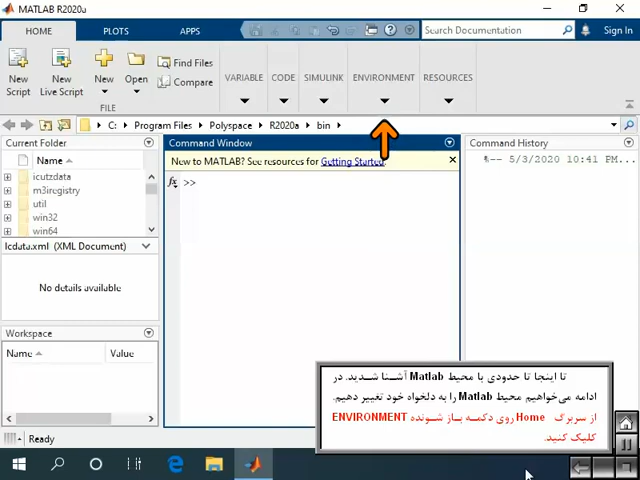 MATLAB R2020a
HOME
PLOTS
APPS
Search Documentation
Sign In
New Script
New Live Script
New
Open
Find Files
Compare
FILE
VARIABLE
CODE
SIMULINK
ENVIRONMENT
RESOURCES
C: Program Files Polyspace R2020a bin
Current Folder
Name
icutzdata
m3iregistry
util
win32
win64
lcdata.xml (XML Document)
No details available
Workspace
Name Value
Command Window
New to MATLAB? See resources for Getting Started.
fx >>
Command History
%-- 5/3/2020 10:41 PM...
تا اینجا تا حدودی با محیط Matlab آشنا شدید. در
ادامه می‌خواهیم محیط Matlab را به دلخواه خود تغییر دهیم.
از سربرگ Home روی دکمه باز شونده ENVIRONMENT
کلیک کنید.
Ready